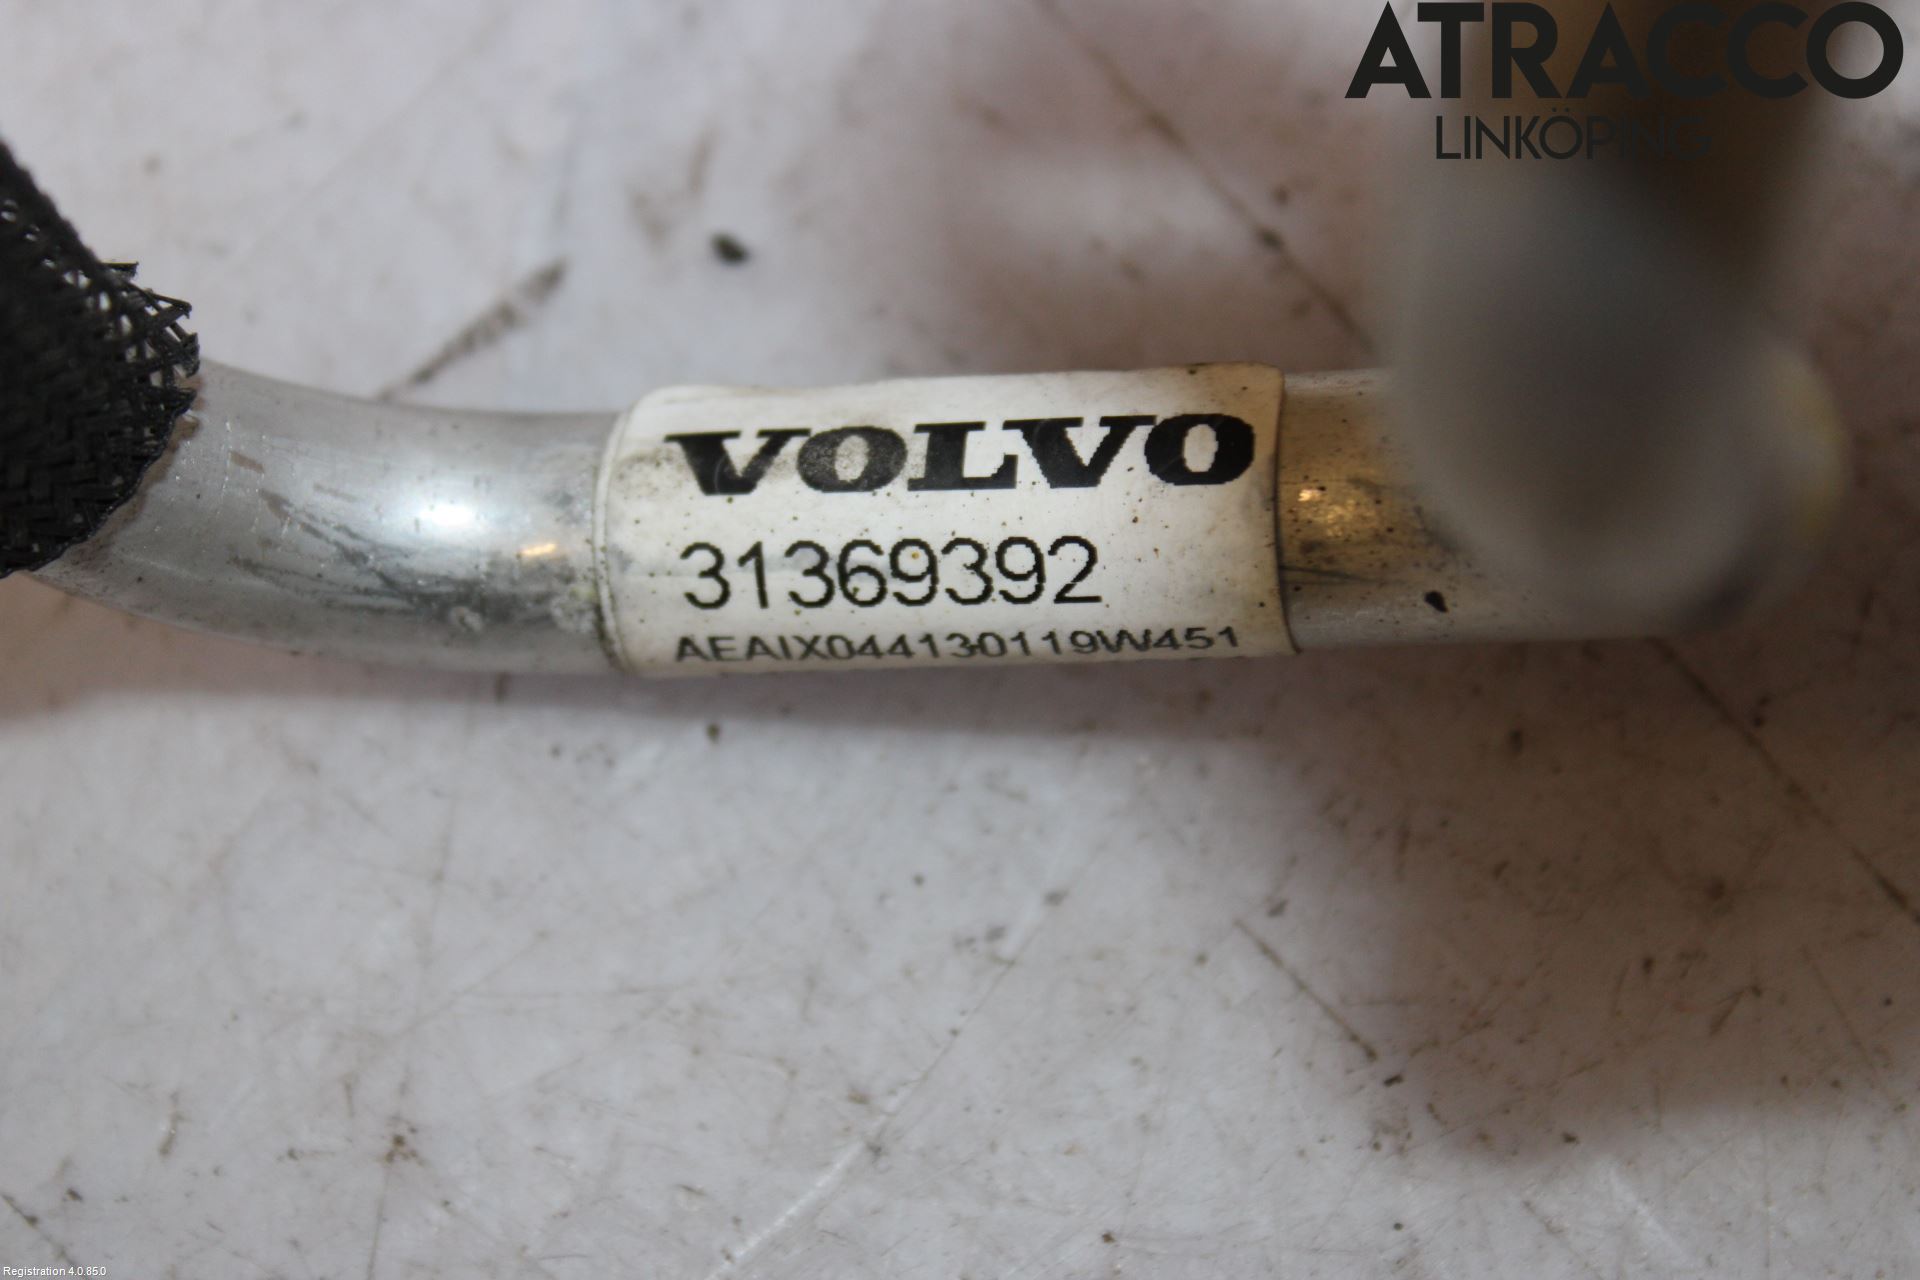 ATRACCO
LINKÖPING
VOLVO
31369392
AEAIX044130119W451
Registration 4.0.85.0